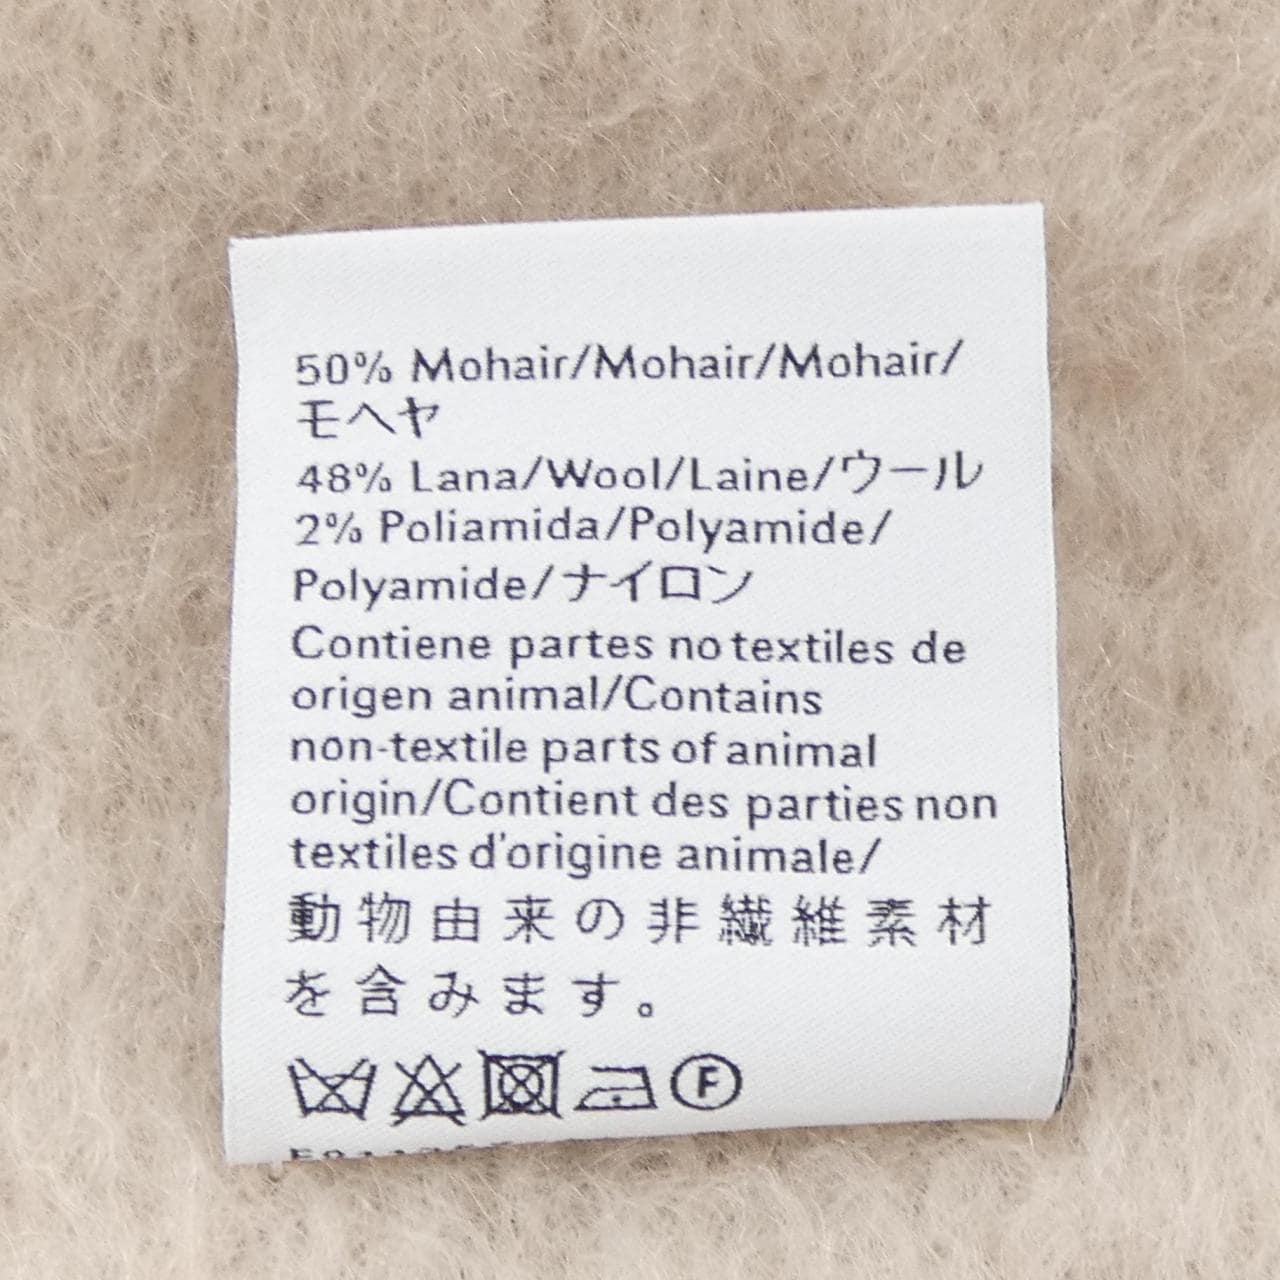 50% Mohair/Mohair/Mohair/
モヘヤ
48% Lana/Wool/Laine/ウール
2% Poliamida/Polyamide/
Polyamide/ナイロン
Contiene partes no textiles de
origen animal/Contains
non-textile parts of animal
origin/Contient des parties non
textiles d'origine animale/
動物由来の非繊維素材
を含みます。
F